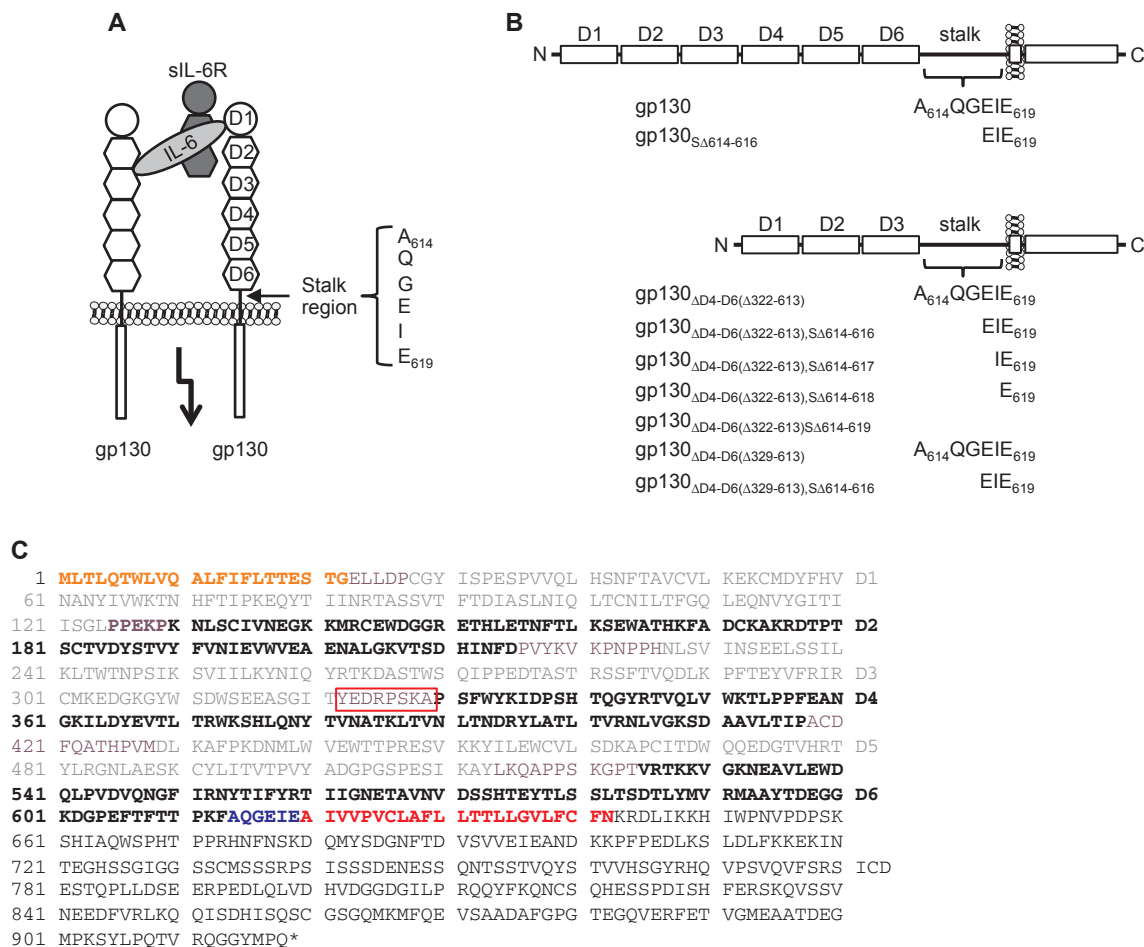 A
sIL-6R
D1
IL-6
D2
D3
D4
D5
D6
Stalk
region
A614
Q
G
E
I
E619
gp130 gp130
B
D1 D2 D3 D4 D5 D6 stalk
N C
gp130 A614QGEIE619
gp130SΔ614-616 EIE619
D1 D2 D3 stalk
N C
gp130ΔD4-D6(Δ322-613) A614QGEIE619
gp130ΔD4-D6(Δ322-613),SΔ614-616 EIE619
gp130ΔD4-D6(Δ322-613),SΔ614-617 IE619
gp130ΔD4-D6(Δ322-613),SΔ614-618 E619
gp130ΔD4-D6(Δ322-613)SΔ614-619
gp130ΔD4-D6(Δ329-613) A614QGEIE619
gp130ΔD4-D6(Δ329-613),SΔ614-616 EIE619
C
1 MLTLQTWLVQ ALFIFLTTES TGELLDPCGY ISPESPVVQL HSNFTAVCVL KEKCMDYFHV D1
61 NANYIVWKTN HFTIPKEQYT IINRTASSVT FTDIASLNIQ LTCNILTFGQ LEQNVYGITI
121 ISGLPPEKPK NLSCIVNEGK KMRCEWDGGR ETHLETNFTL KSEWATHKFA DCKAKRDTPT D2
181 SCTVDYSTVY FVNIEVWVEA ENALGKVTSD HINFDPVYKV KPNPPHNLSV INSEELSSIL
241 KLTWTNPSIK SVIILKYNIQ YRTKDASTWS QIPPEDTAST RSSFTVQDLK PFTEYVFRIR D3
301 CMKEDGKGYW SDWSEEASGI TYEDRPSKAP SFWYKIDPSH TQGYRTVQLV WKTLPPFEAN D4
361 GKILDYEVTL TRWKSHLQNY TVNATKLTVN LTNDRYLATL TVRNLVGKSD AAVLTIPACD
421 FQATHPVMDL KAFPKDNMLW VEWTTPRESV KKYILEWCVL SDKAPCITDW QQEDGTVHRT D5
481 YLRGNLAESK CYLITVTPVY ADGPGSPESI KAYLKQAPPS KGPTVRTKKV GKNEAVLEWD
541 QLPVDVQNGF IRNYTIFYRT IIGNETAVNV DSSHTEYTLS SLTSDTLYMV RMAAYTDEGG D6
601 KDGPEFTFTT PKFAQGEIEA IVVPVCLAFL LTTLLGVLFC FNKRDLIKKH IWPNVPDPSK
661 SHIAQWSPHT PPRHNFNSKD QMYSDGNFTD VSVVEIEAND KKPFPEDLKS LDLFKKEKIN
721 TEGHSSGIGG SSCMSSSRPS ISSSDENESS QNTSSTVQYS TVVHSGYRHQ VPSVQVFSRS ICD
781 ESTQPLLDSE ERPEDLQLVD HVDGGDGILP RQQYFKQNCS QHESSPDISH FERSKQVSSV
841 NEEDFVRLKQ QISDHISQSC GSGQMKMFQE VSAADAFGPG TEGQVERFET VGMEAATDEG
901 MPKSYLPQTV RQGGYMPQ*